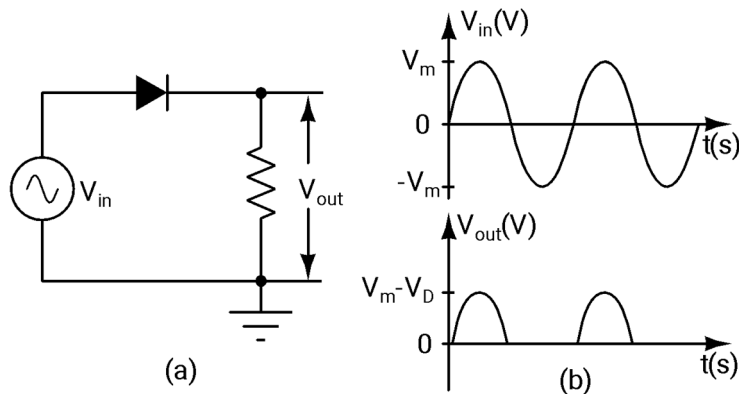 V_in
V_out
(a)
V_in(V)
V_m
0
-V_m
t(s)
V_out(V)
V_m-V_D
0
t(s)
(b)